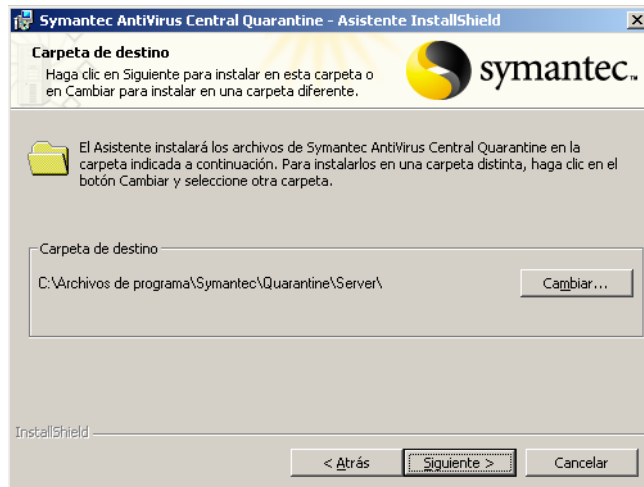 Symantec AntiVirus Central Quarantine - Asistente InstallShield
Carpeta de destino
Haga clic en Siguiente para instalar en esta carpeta o
en Cambiar para instalar en una carpeta diferente.
symantec.
El Asistente instalará los archivos de Symantec AntiVirus Central Quarantine en la
carpeta indicada a continuación. Para instalarlos en una carpeta distinta, haga clic en el
botón Cambiar y seleccione otra carpeta.
Carpeta de destino
C:\Archivos de programa\Symantec\Quarantine\Server\
Cambiar...
InstallShield
< Atrás
Siguiente >
Cancelar